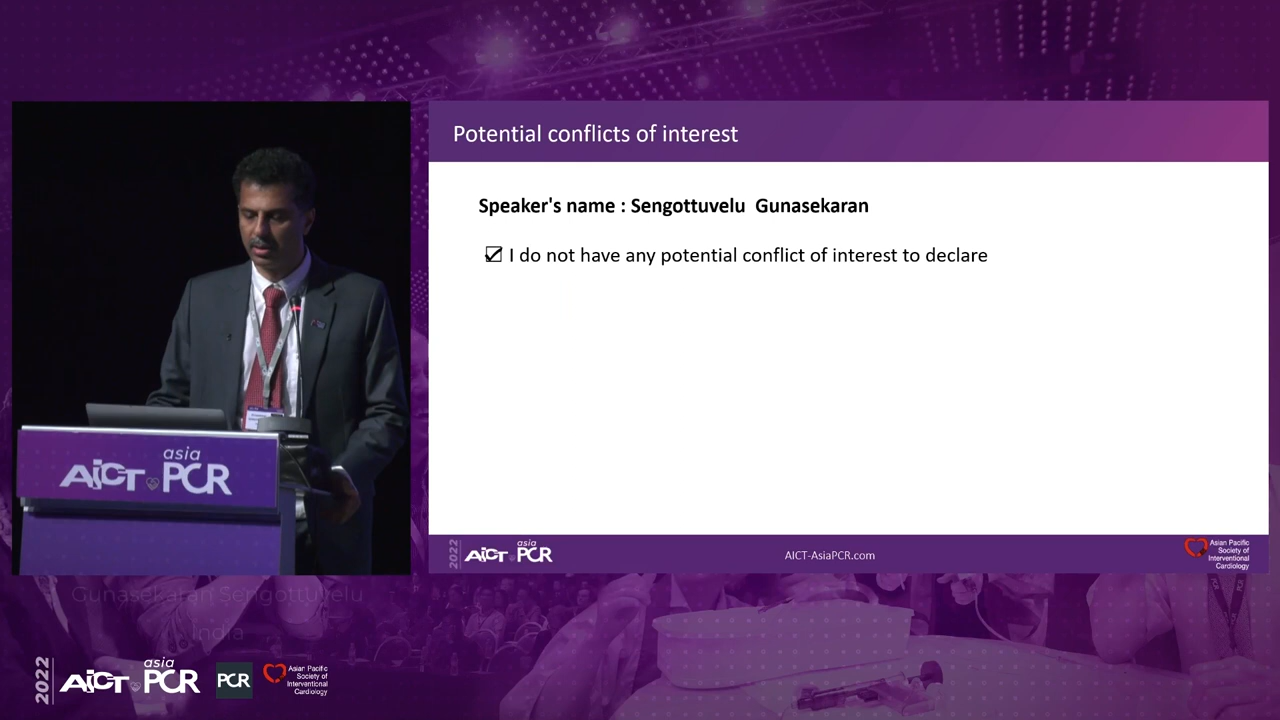 Potential conflicts of interest
Speaker's name : Sengottuvelu Gunasekaran
☑ I do not have any potential conflict of interest to declare
asia
AICT PCR
2022
asia
AICT PCR
AICT-AsiaPCR.com
Asian Pacific
Society of
Interventional
Cardiology
Gunasekaran Sengottuvelu
India
2022
asia
AICT PCR
PCR
Asian Pacific
Society of
Interventional
Cardiology